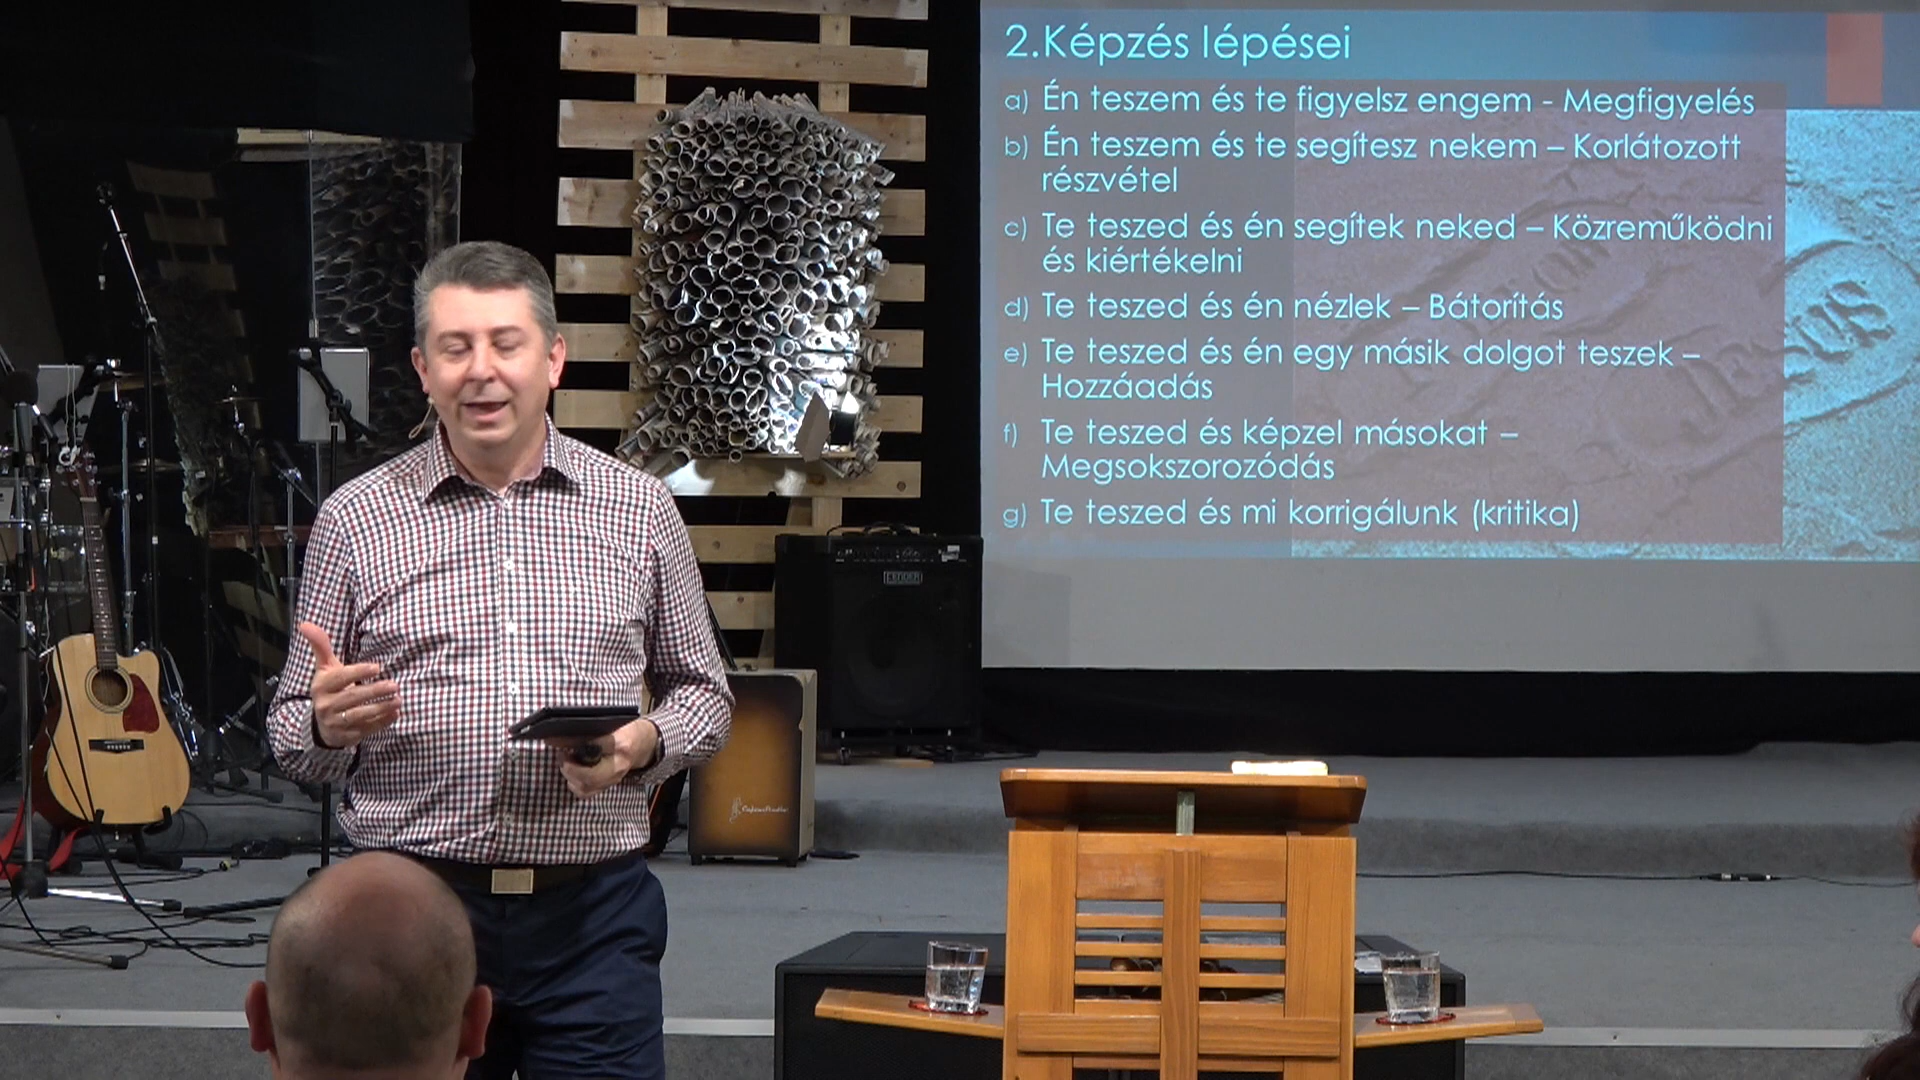 2.Képzés lépései
a) Én teszem és te figyelsz engem - Megfigyelés
b) Én teszem és te segítesz nekem – Korlátozott
részvétel
c) Te teszed és én segítek neked – Közreműködni
és kiértékelni
d) Te teszed és én nézlek – Bátorítás
e) Te teszed és én egy másik dolgot teszek –
Hozzáadás
f) Te teszed és képzel másokat –
Megsokszorozódás
g) Te teszed és mi korrigálunk (kritika)
JESUS
FENDER